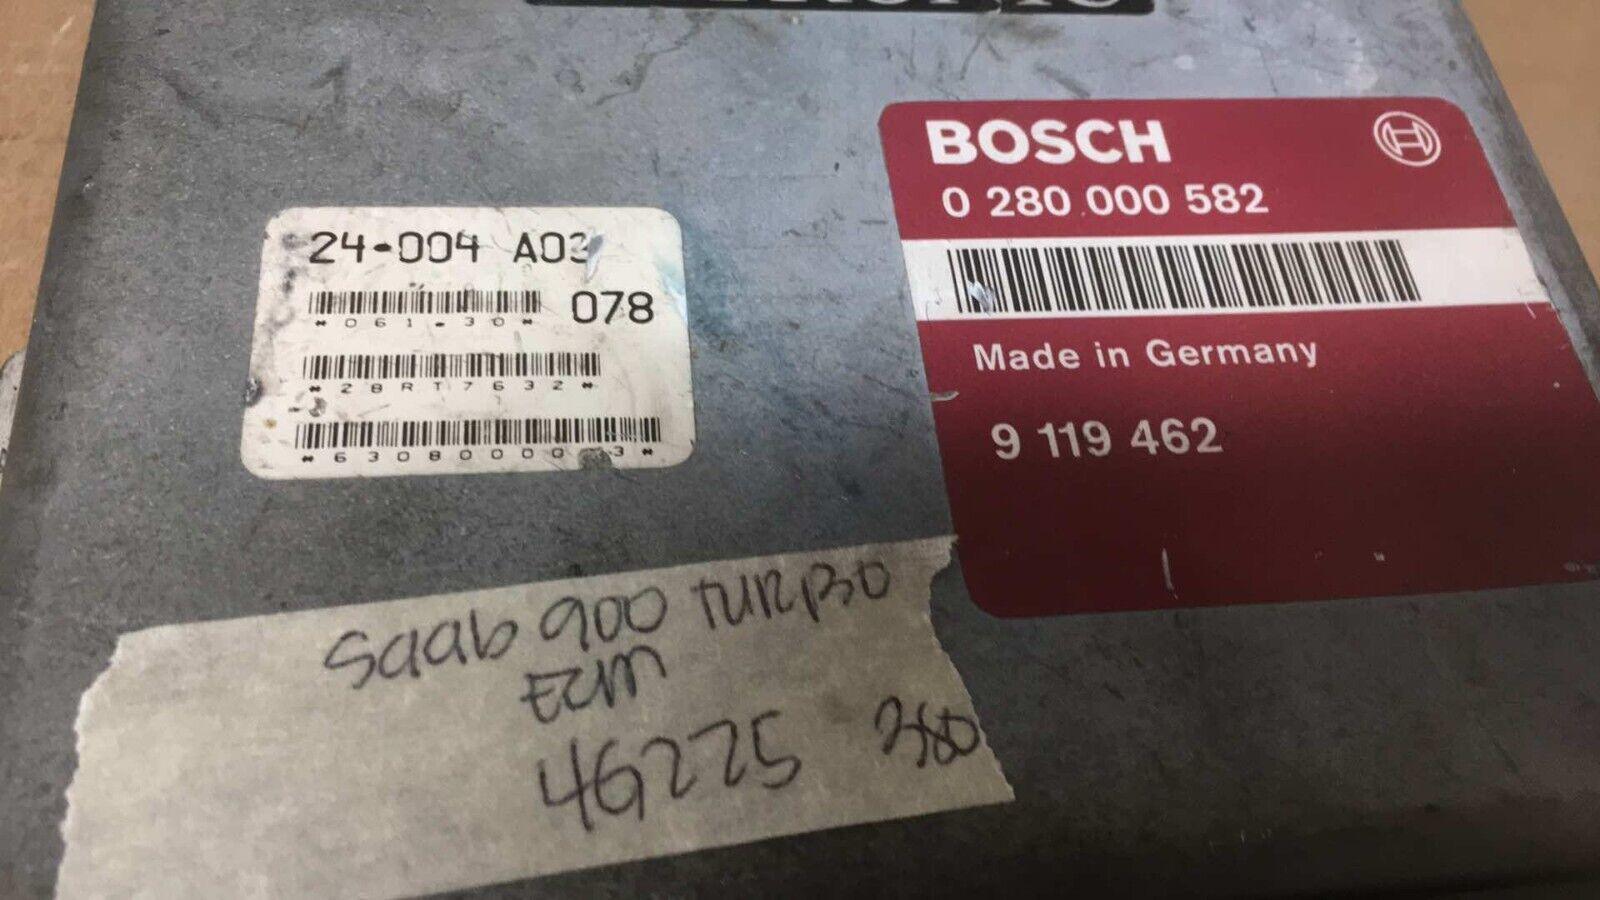 24-004 A03
078
*061-30*
*28RT7632*
BOSCH
0 280 000 582
Made in Germany
9 119 462
Saab 900 TURBO
ECM
46225 380